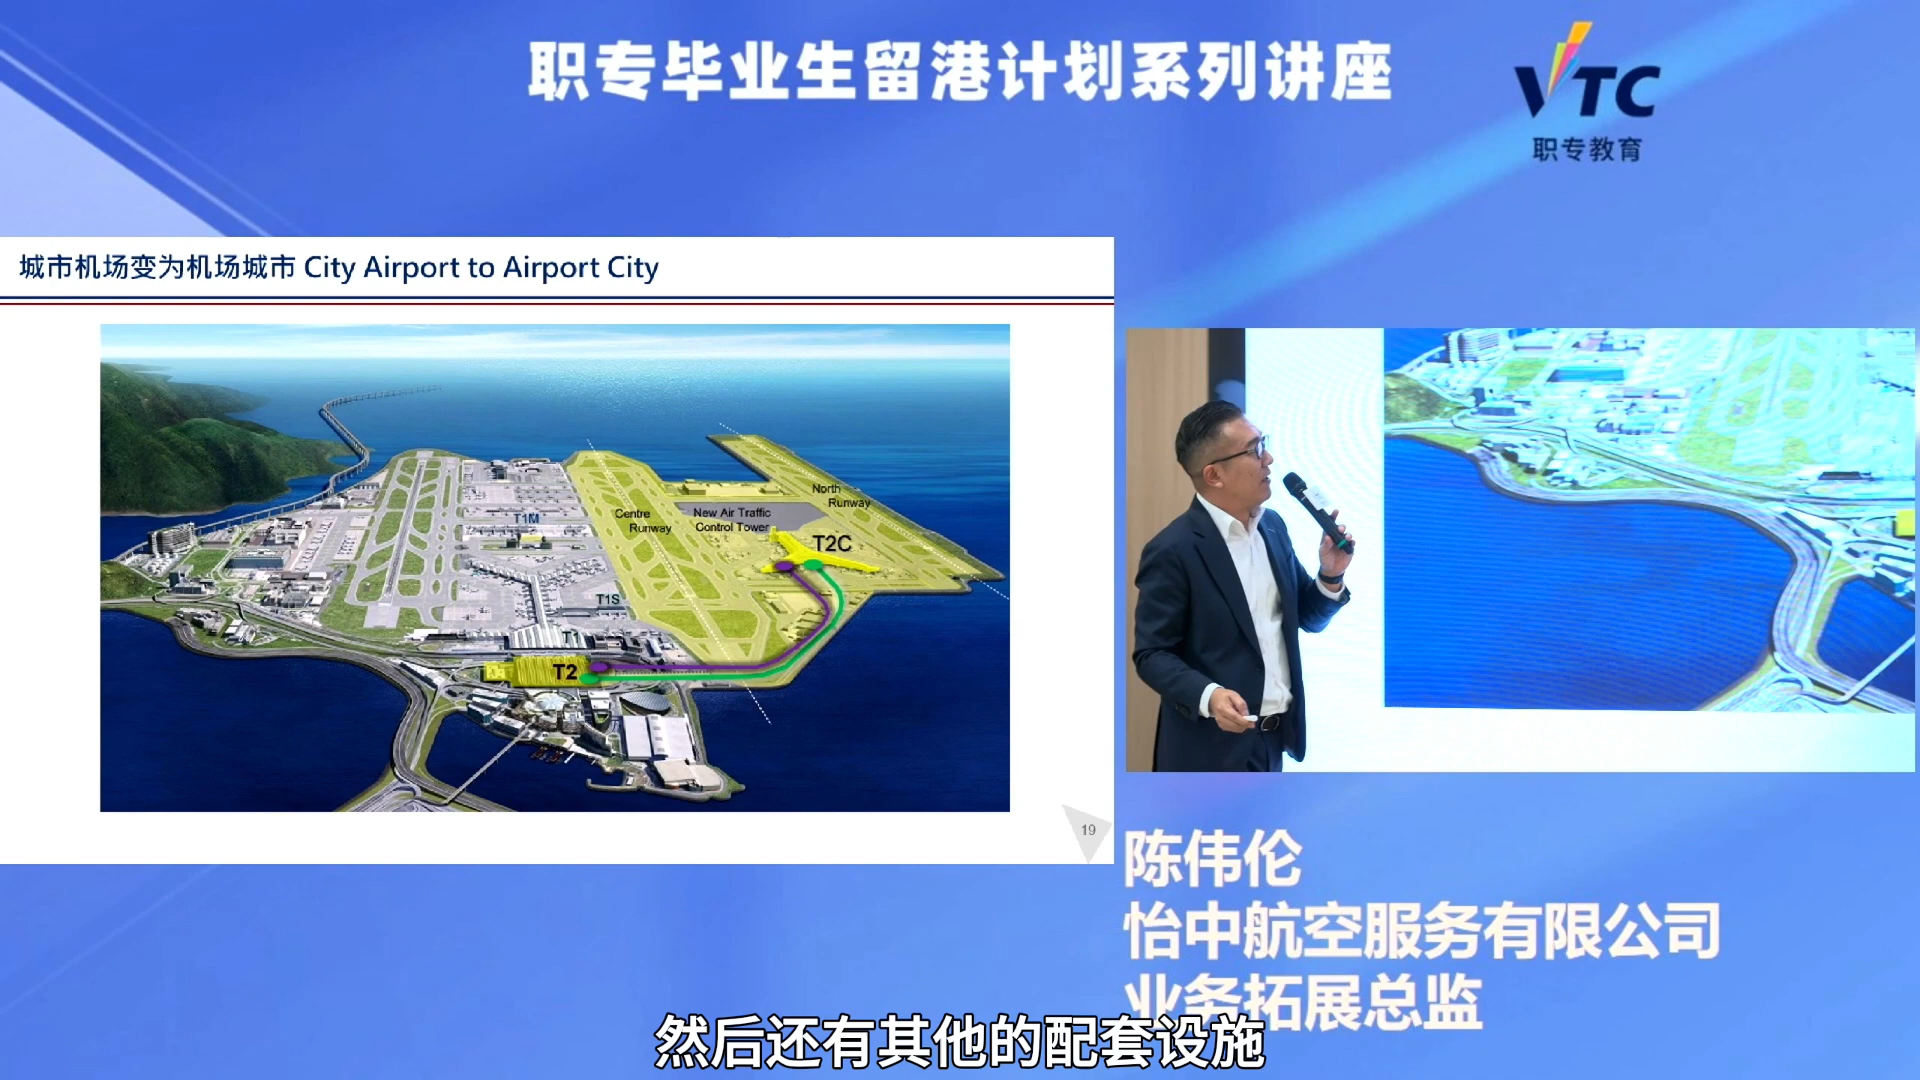 职专毕业生留港计划系列讲座
VTC
职专教育
城市机场变为机场城市 City Airport to Airport City
North
Runway
Centre
Runway
New Air Traffic
Control Tower
T1M
T2C
T1S
T1
T2
19
陈伟伦
怡中航空服务有限公司
业务拓展总监
然后还有其他的配套设施